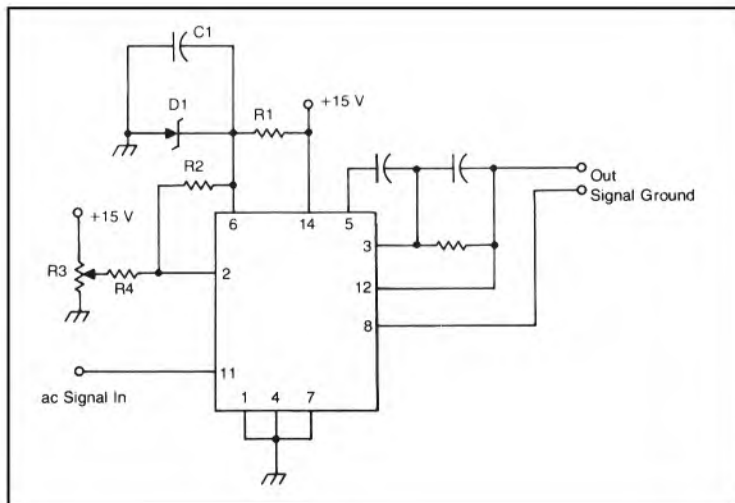 C1
+15 V
D1
R1
R2
Out
Signal Ground
6
14
5
+15 V
3
R3
R4
2
12
8
11
ac Signal In
1
4
7